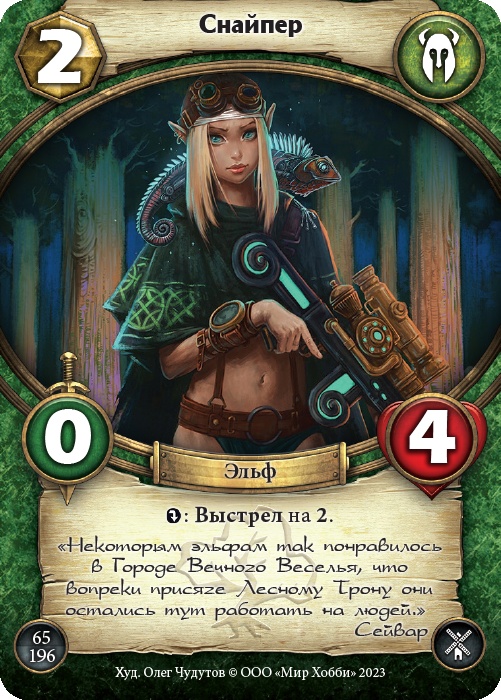 2
Снайпер
0
4
Эльф
: Выстрел на 2.
«Некоторым эльфам так понравилось
в Городе Вечного Веселья, что
вопреки присяге Лесному Трону они
остались тут работать на людей.»
Сейвар
65
196
Худ. Олег Чудутов © ООО «Мир Хобби» 2023